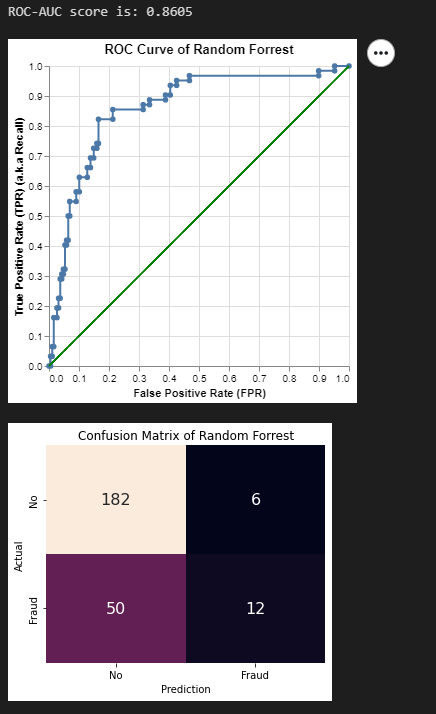 ROC-AUC score is: 0.8605
ROC Curve of Random Forrest
True Positive Rate (TPR) (a.k.a Recall)
1.0
0.9
0.8
0.7
0.6
0.5
0.4
0.3
0.2
0.1
0.0
0.0 0.1 0.2 0.3 0.4 0.5 0.6 0.7 0.8 0.9 1.0
False Positive Rate (FPR)
Confusion Matrix of Random Forrest
Actual
No 182 6
Fraud 50 12
No Fraud
Prediction